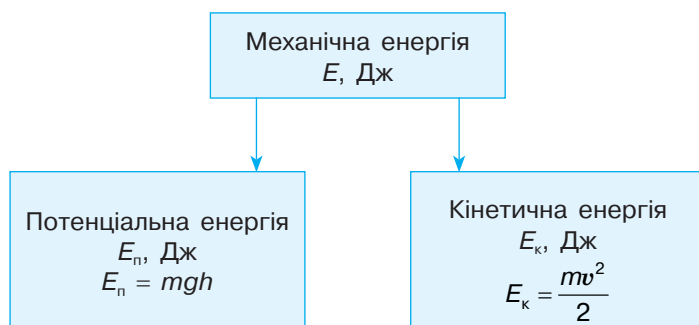 Механічна енергія
E, Дж
Потенціальна енергія
Eп, Дж
Eп = mgh
Кінетична енергія
Eк, Дж
Eк = mv²/2